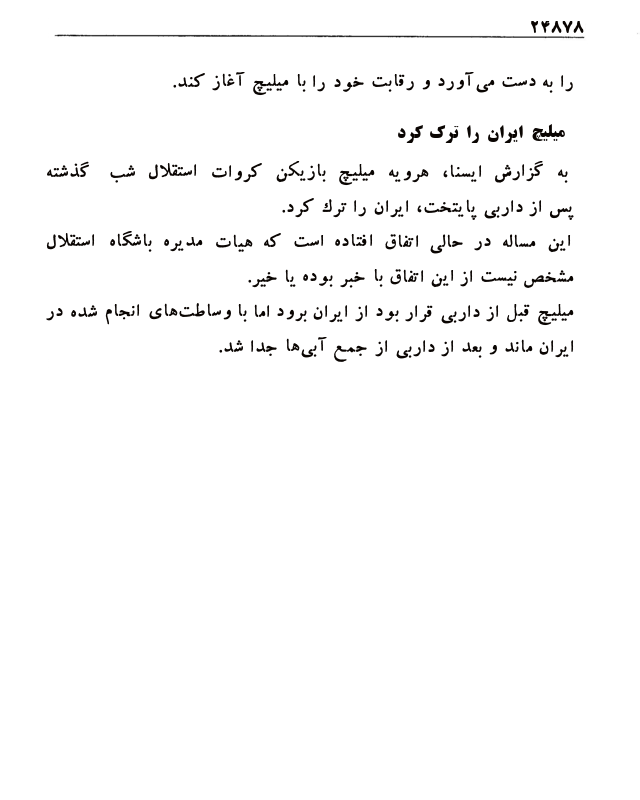 ۲۴۸۷۸
را به دست می‌آورد و رقابت خود را با میلیچ آغاز کند.
میلیچ ایران را ترک کرد
به گزارش ایسنا، هرویه میلیچ بازیکن کروات استقلال شب گذشته
پس از داربی پایتخت، ایران را ترك کرد.
این مساله در حالی اتفاق افتاده است که هیات مدیره باشگاه استقلال
مشخص نیست از این اتفاق با خبر بوده یا خیر.
میلیچ قبل از داربی قرار بود از ایران برود اما با وساطت‌های انجام شده در
ایران ماند و بعد از داربی از جمع آبی‌ها جدا شد.